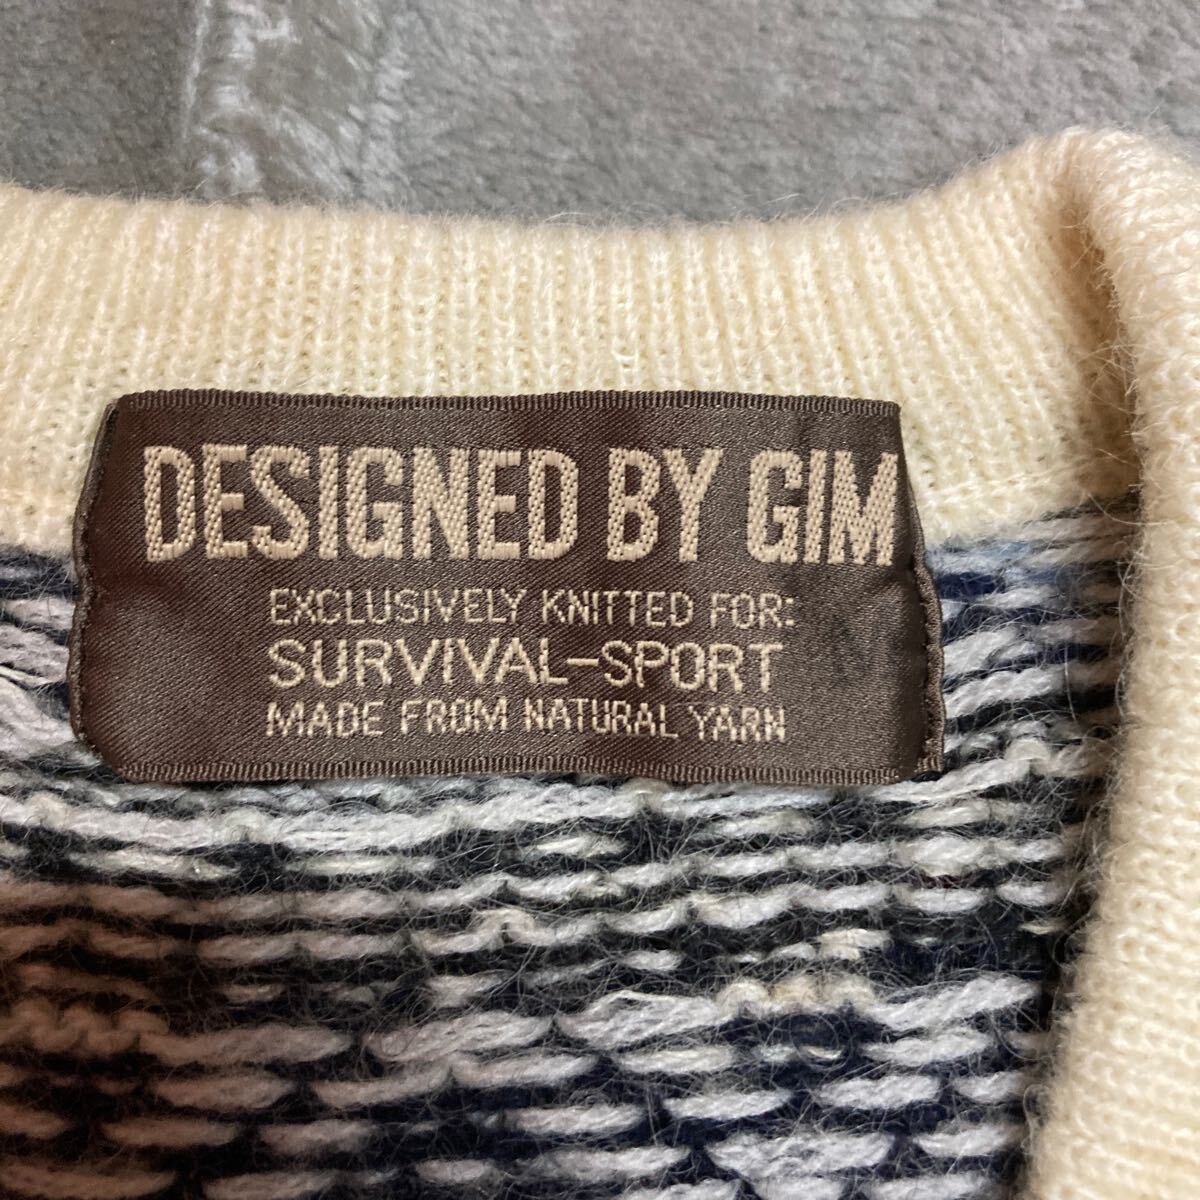 DESIGNED BY GIM
EXCLUSIVELY KNITTED FOR:
SURVIVAL-SPORT
MADE FROM NATURAL YARN